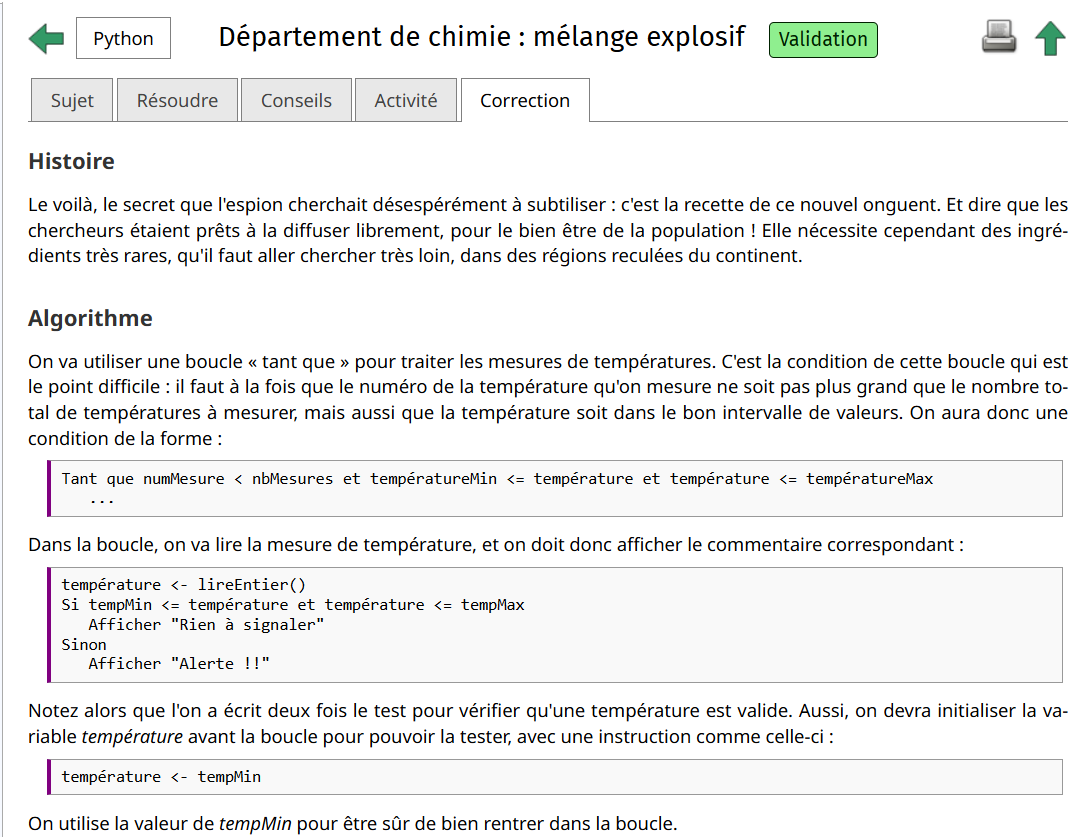 Python
Département de chimie : mélange explosif
Validation
Sujet
Résoudre
Conseils
Activité
Correction
Histoire
Le voilà, le secret que l'espion cherchait désespérément à subtiliser : c'est la recette de ce nouvel onguent. Et dire que les
chercheurs étaient prêts à la diffuser librement, pour le bien être de la population ! Elle nécessite cependant des ingré-
dients très rares, qu'il faut aller chercher très loin, dans des régions reculées du continent.
Algorithme
On va utiliser une boucle « tant que » pour traiter les mesures de températures. C'est la condition de cette boucle qui est
le point difficile : il faut à la fois que le numéro de la température qu'on mesure ne soit pas plus grand que le nombre to-
tal de températures à mesurer, mais aussi que la température soit dans le bon intervalle de valeurs. On aura donc une
condition de la forme :
Tant que numMesure < nbMesures et températureMin <= température et température <= températureMax
...
Dans la boucle, on va lire la mesure de température, et on doit donc afficher le commentaire correspondant :
température <- lireEntier()
Si tempMin <= température et température <= tempMax
Afficher "Rien à signaler"
Sinon
Afficher "Alerte !!"
Notez alors que l'on a écrit deux fois le test pour vérifier qu'une température est valide. Aussi, on devra initialiser la va-
riable température avant la boucle pour pouvoir la tester, avec une instruction comme celle-ci :
température <- tempMin
On utilise la valeur de tempMin pour être sûr de bien rentrer dans la boucle.